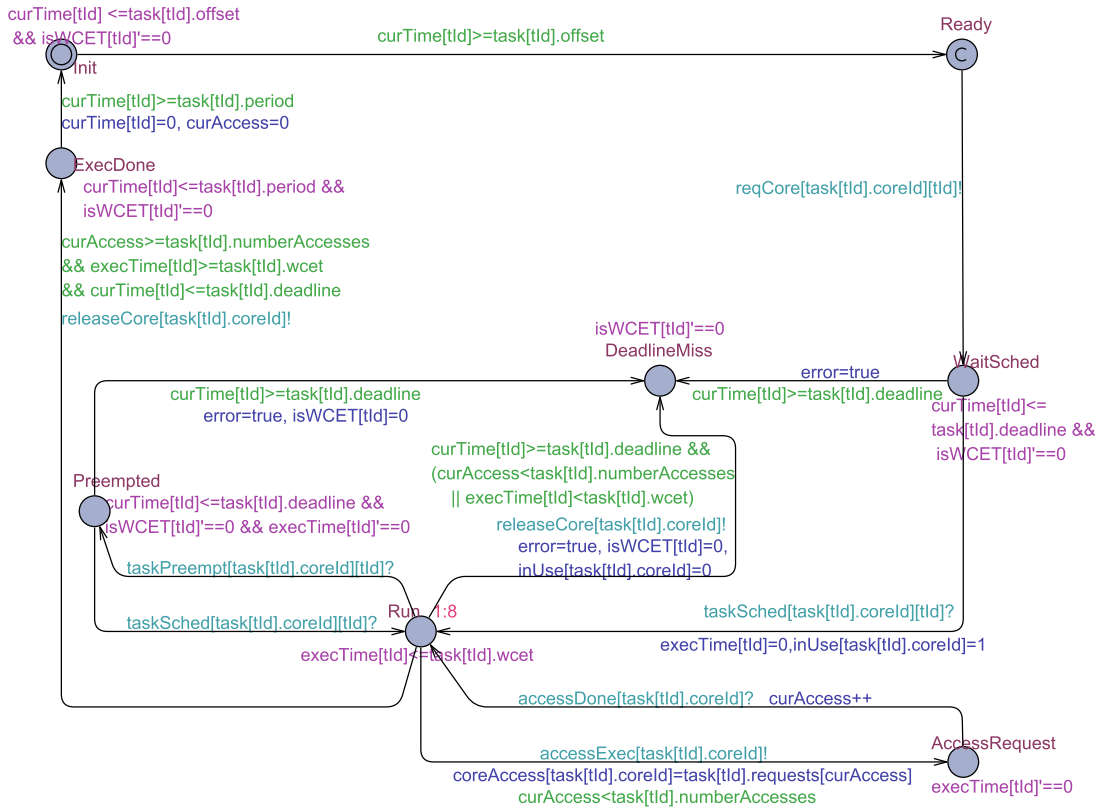 curTime[tId] <=task[tId].offset
&& isWCET[tId]'==0
Init
curTime[tId]>=task[tId].offset
Ready
C
curTime[tId]>=task[tId].period
curTime[tId]=0, curAccess=0
ExecDone
curTime[tId]<=task[tId].period &&
isWCET[tId]'==0
reqCore[task[tId].coreId][tId]!
curAccess>=task[tId].numberAccesses
&& execTime[tId]>=task[tId].wcet
&& curTime[tId]<=task[tId].deadline
releaseCore[task[tId].coreId]!
isWCET[tId]'==0
DeadlineMiss
WaitSched
error=true
curTime[tId]>=task[tId].deadline
curTime[tId]<=
task[tId].deadline &&
isWCET[tId]'==0
curTime[tId]>=task[tId].deadline
error=true, isWCET[tId]=0
curTime[tId]>=task[tId].deadline &&
(curAccess<task[tId].numberAccesses
|| execTime[tId]<task[tId].wcet)
releaseCore[task[tId].coreId]!
error=true, isWCET[tId]=0,
inUse[task[tId].coreId]=0
Preempted
curTime[tId]<=task[tId].deadline &&
isWCET[tId]'==0 && execTime[tId]'==0
taskPreempt[task[tId].coreId][tId]?
taskSched[task[tId].coreId][tId]?
Run 1:8
execTime[tId]<=task[tId].wcet
taskSched[task[tId].coreId][tId]?
execTime[tId]=0,inUse[task[tId].coreId]=1
accessDone[task[tId].coreId]? curAccess++
accessExec[task[tId].coreId]!
coreAccess[task[tId].coreId]=task[tId].requests[curAccess]
curAccess<task[tId].numberAccesses
AccessRequest
execTime[tId]'==0